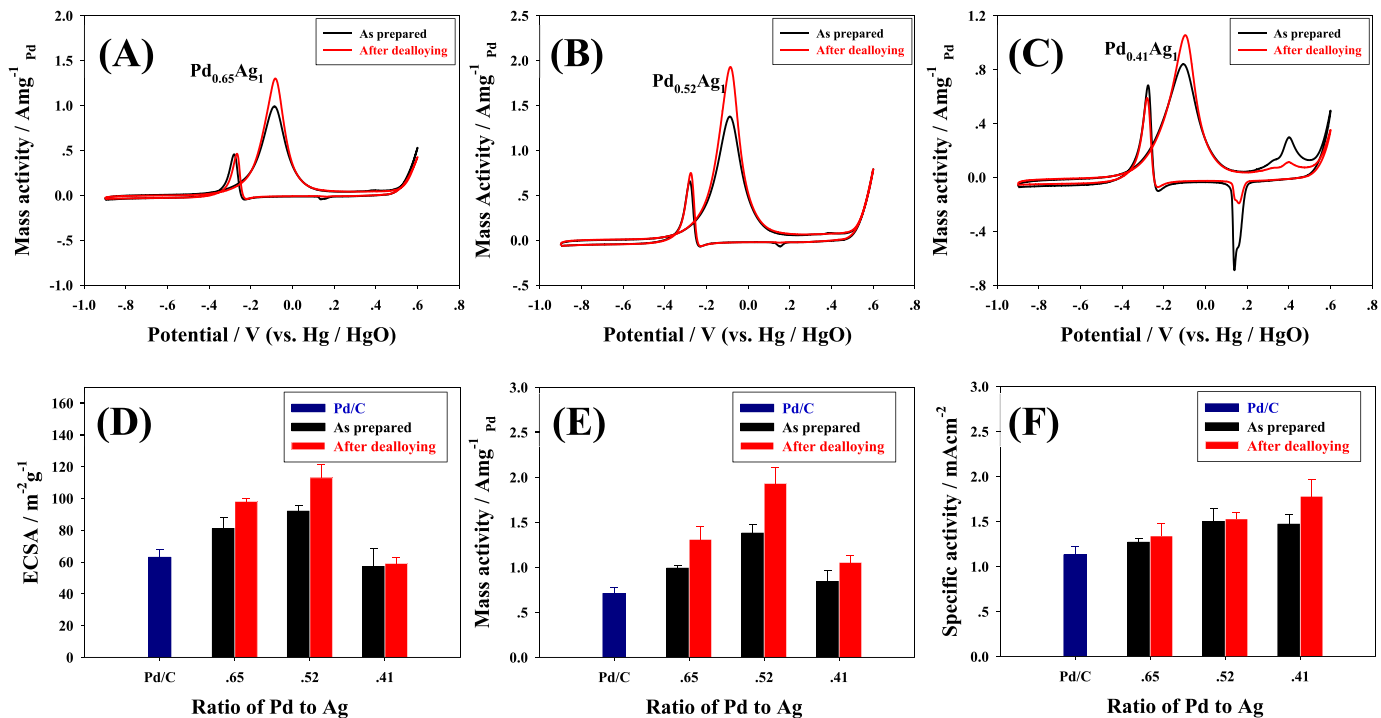 (A)
As prepared
After dealloying
Pd0.65Ag1
Mass activity / Amg-1 Pd
2.0
1.5
1.0
.5
0.0
-.5
-1.0
-1.0 -.8 -.6 -.4 -.2 0.0 .2 .4 .6 .8
Potential / V (vs. Hg / HgO)
(B)
As prepared
After dealloying
Pd0.52Ag1
Mass Activity / Amg-1 Pd
2.5
2.0
1.5
1.0
.5
0.0
-.5
-1.0 -.8 -.6 -.4 -.2 0.0 .2 .4 .6 .8
Potential / V (vs. Hg / HgO)
(C)
As prepared
After dealloying
Pd0.41Ag1
Mass activity / Amg-1 Pd
1.2
.8
.4
0.0
-.4
-.8
-1.0 -.8 -.6 -.4 -.2 0.0 .2 .4 .6 .8
Potential / V (vs. Hg / HgO)
(D)
Pd/C
As prepared
After dealloying
ECSA / m-2g-1
160
140
120
100
80
60
40
20
0
Pd/C .65 .52 .41
Ratio of Pd to Ag
(E)
Pd/C
As prepared
After dealloying
Mass activity / Amg-1 Pd
3.0
2.5
2.0
1.5
1.0
.5
0.0
Pd/C .65 .52 .41
Ratio of Pd to Ag
(F)
Pd/C
As prepared
After dealloying
Specific activity / mAcm-2
3.0
2.5
2.0
1.5
1.0
.5
0.0
Pd/C .65 .52 .41
Ratio of Pd to Ag